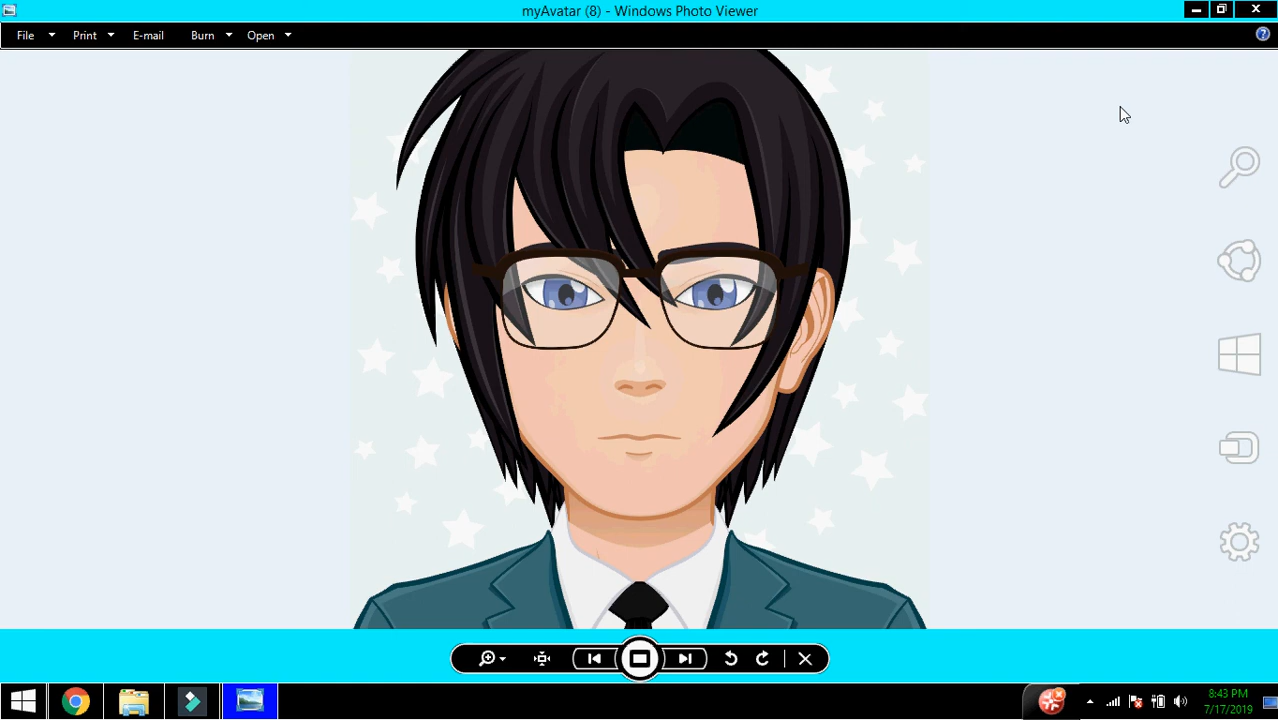 myAvatar (8) - Windows Photo Viewer
File Print E-mail Burn Open
8:43 PM
7/17/2019